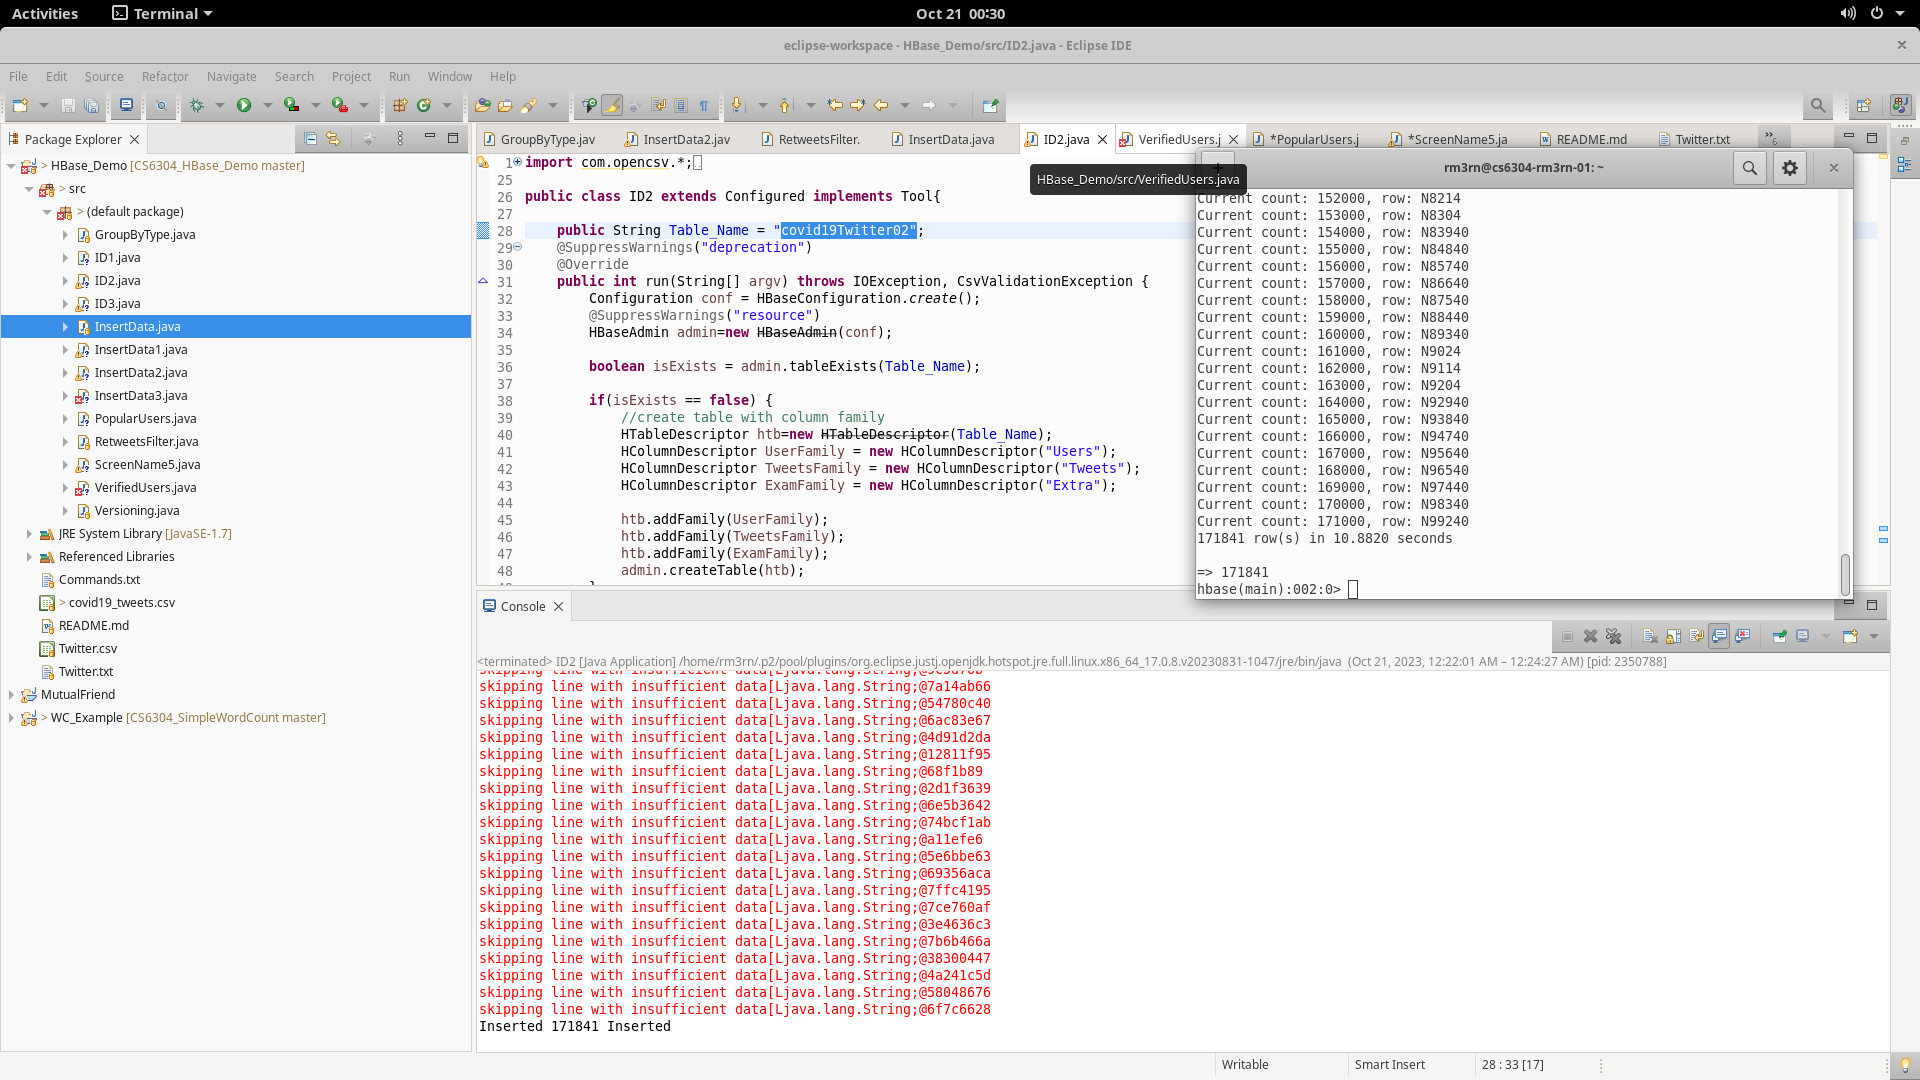 Activities
Terminal
Oct 21 00:30
eclipse-workspace - HBase_Demo/src/ID2.java - Eclipse IDE
File Edit Source Refactor Navigate Search Project Run Window Help
Package Explorer
> HBase_Demo [CS6304_HBase_Demo master]
> src
> (default package)
GroupByType.java
ID1.java
ID2.java
ID3.java
InsertData.java
InsertData1.java
InsertData2.java
InsertData3.java
PopularUsers.java
RetweetsFilter.java
ScreenName5.java
VerifiedUsers.java
Versioning.java
JRE System Library [JavaSE-1.7]
Referenced Libraries
Commands.txt
> covid19_tweets.csv
README.md
Twitter.csv
Twitter.txt
MutualFriend
> WC_Example [CS6304_SimpleWordCount master]
GroupByType.jav InsertData2.jav RetweetsFilter. InsertData.java ID2.java VerifiedUsers.j *PopularUsers.j *ScreenName5.ja README.md Twitter.txt
1 import com.opencsv.*;
25
26 public class ID2 extends Configured implements Tool{
27
28 public String Table_Name = "covid19Twitter02";
29 @SuppressWarnings("deprecation")
30 @Override
31 public int run(String[] argv) throws IOException, CsvValidationException {
32 Configuration conf = HBaseConfiguration.create();
33 @SuppressWarnings("resource")
34 HBaseAdmin admin=new HBaseAdmin(conf);
35
36 boolean isExists = admin.tableExists(Table_Name);
37
38 if(isExists == false) {
39 //create table with column family
40 HTableDescriptor htb=new HTableDescriptor(Table_Name);
41 HColumnDescriptor UserFamily = new HColumnDescriptor("Users");
42 HColumnDescriptor TweetsFamily = new HColumnDescriptor("Tweets");
43 HColumnDescriptor ExamFamily = new HColumnDescriptor("Extra");
44
45 htb.addFamily(UserFamily);
46 htb.addFamily(TweetsFamily);
47 htb.addFamily(ExamFamily);
48 admin.createTable(htb);
HBase_Demo/src/VerifiedUsers.java
rm3rn@cs6304-rm3rn-01: ~
Current count: 152000, row: N8214
Current count: 153000, row: N8304
Current count: 154000, row: N83940
Current count: 155000, row: N84840
Current count: 156000, row: N85740
Current count: 157000, row: N86640
Current count: 158000, row: N87540
Current count: 159000, row: N88440
Current count: 160000, row: N89340
Current count: 161000, row: N9024
Current count: 162000, row: N9114
Current count: 163000, row: N9204
Current count: 164000, row: N92940
Current count: 165000, row: N93840
Current count: 166000, row: N94740
Current count: 167000, row: N95640
Current count: 168000, row: N96540
Current count: 169000, row: N97440
Current count: 170000, row: N98340
Current count: 171000, row: N99240
171841 row(s) in 10.8820 seconds
=> 171841
hbase(main):002:0>
Console
<terminated> ID2 [Java Application] /home/rm3rn/.p2/pool/plugins/org.eclipse.justj.openjdk.hotspot.jre.full.linux.x86_64_17.0.8.v20230831-1047/jre/bin/java (Oct 21, 2023, 12:22:01 AM – 12:24:27 AM) [pid: 2350788]
skipping line with insufficient data[Ljava.lang.String;@7a14ab66
skipping line with insufficient data[Ljava.lang.String;@54780c40
skipping line with insufficient data[Ljava.lang.String;@6ac83e67
skipping line with insufficient data[Ljava.lang.String;@4d91d2da
skipping line with insufficient data[Ljava.lang.String;@12811f95
skipping line with insufficient data[Ljava.lang.String;@68f1b89
skipping line with insufficient data[Ljava.lang.String;@2d1f3639
skipping line with insufficient data[Ljava.lang.String;@6e5b3642
skipping line with insufficient data[Ljava.lang.String;@74bcf1ab
skipping line with insufficient data[Ljava.lang.String;@a11efe6
skipping line with insufficient data[Ljava.lang.String;@5e6bbe63
skipping line with insufficient data[Ljava.lang.String;@69356aca
skipping line with insufficient data[Ljava.lang.String;@7ffc4195
skipping line with insufficient data[Ljava.lang.String;@7ce760af
skipping line with insufficient data[Ljava.lang.String;@3e4636c3
skipping line with insufficient data[Ljava.lang.String;@7b6b466a
skipping line with insufficient data[Ljava.lang.String;@38300447
skipping line with insufficient data[Ljava.lang.String;@4a241c5d
skipping line with insufficient data[Ljava.lang.String;@58048676
skipping line with insufficient data[Ljava.lang.String;@6f7c6628
Inserted 171841 Inserted
Writable Smart Insert 28 : 33 [17]